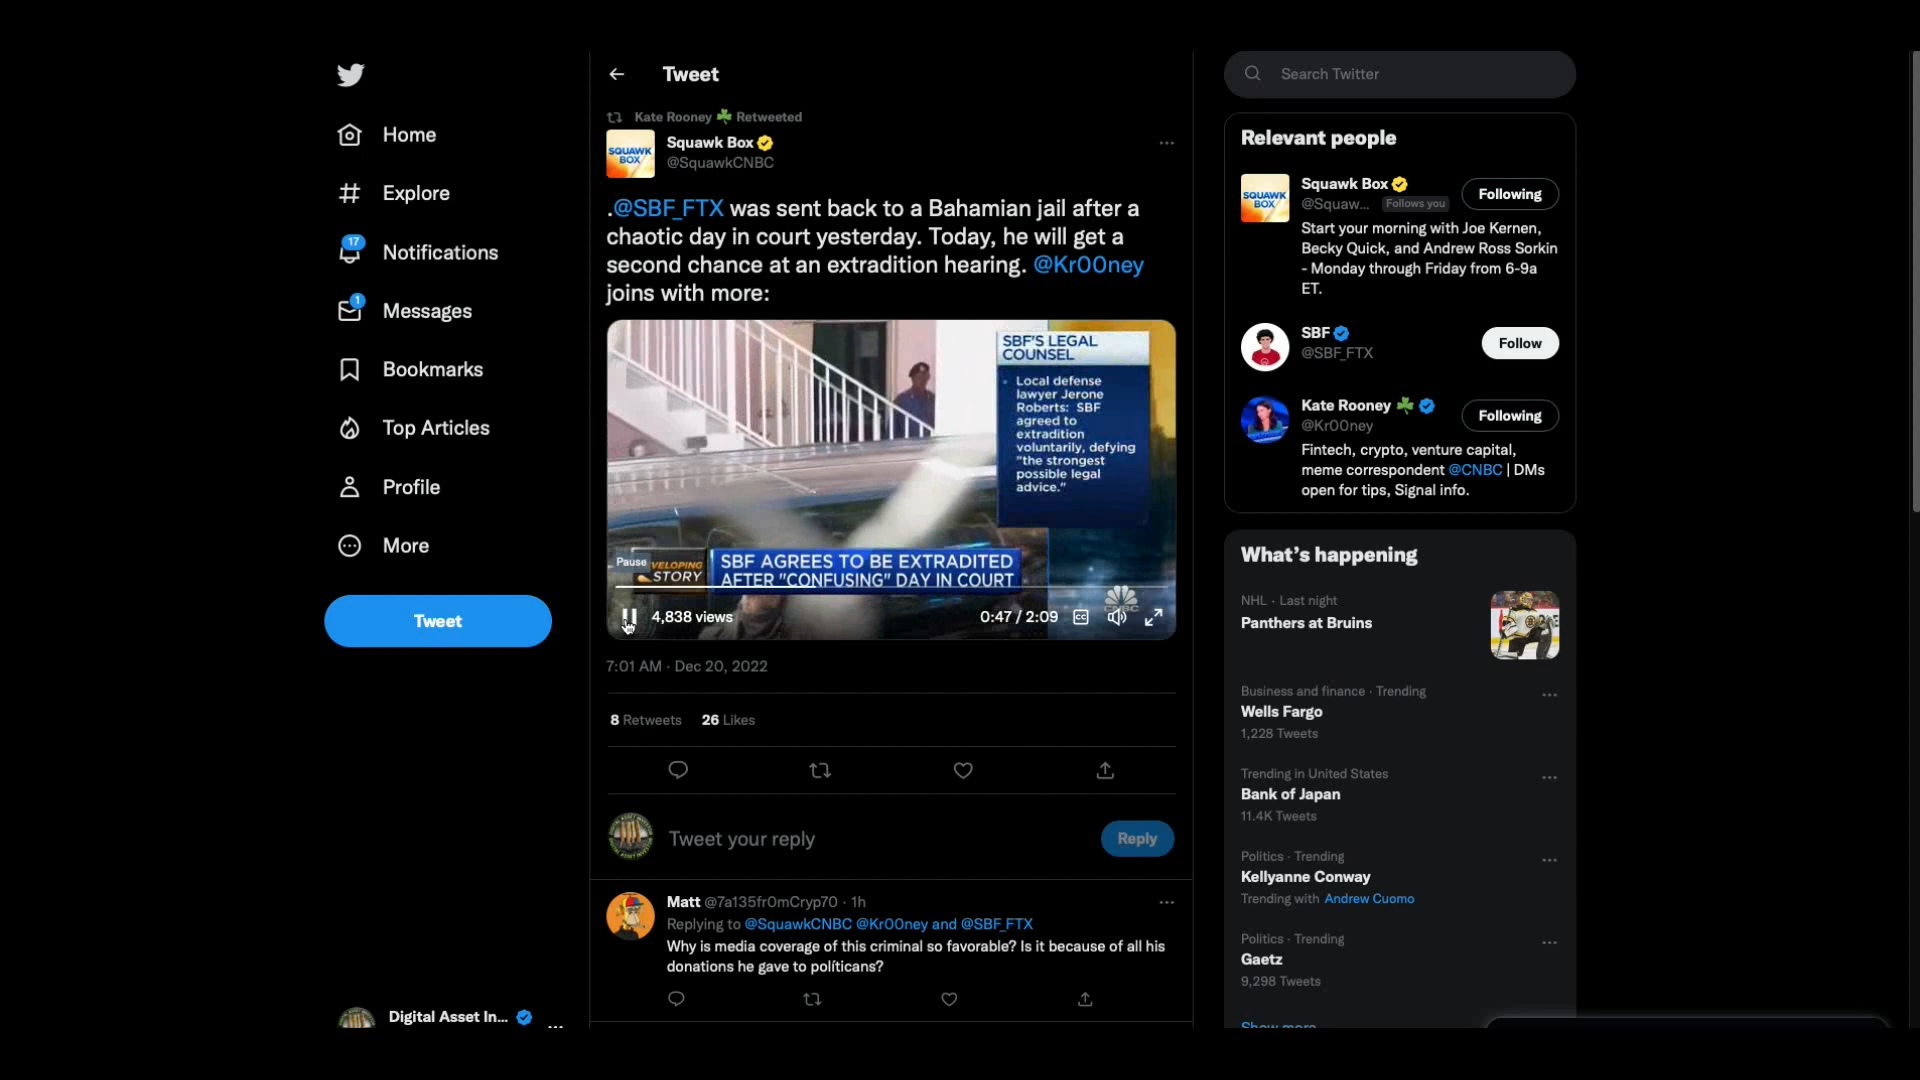 Home
Explore
17
Notifications
1
Messages
Bookmarks
Top Articles
Profile
More
Tweet
Digital Asset In...
Tweet
Kate Rooney ☘️ Retweeted
SQUAWK BOX
Squawk Box
@SquawkCNBC
.@SBF_FTX was sent back to a Bahamian jail after a
chaotic day in court yesterday. Today, he will get a
second chance at an extradition hearing. @Kr00ney
joins with more:
SBF'S LEGAL
COUNSEL
Local defense
lawyer Jerone
Roberts: SBF
agreed to
extradition
voluntarily, defying
"the strongest
possible legal
advice."
Pause
VELOPING
STORY
SBF AGREES TO BE EXTRADITED
AFTER "CONFUSING" DAY IN COURT
CNBC
4,838 views
0:47 / 2:09
CC
7:01 AM · Dec 20, 2022
8 Retweets 26 Likes
Tweet your reply
Reply
Matt @7a135fr0mCryp70 · 1h
Replying to @SquawkCNBC @Kr00ney and @SBF_FTX
Why is media coverage of this criminal so favorable? Is it because of all his
donations he gave to polìticans?
Search Twitter
Relevant people
SQUAWK BOX
Squawk Box
@Squaw... Follows you
Following
Start your morning with Joe Kernen,
Becky Quick, and Andrew Ross Sorkin
- Monday through Friday from 6-9a
ET.
SBF
@SBF_FTX
Follow
Kate Rooney ☘️
@Kr00ney
Following
Fintech, crypto, venture capital,
meme correspondent @CNBC | DMs
open for tips, Signal info.
What's happening
NHL · Last night
Panthers at Bruins
Business and finance · Trending
Wells Fargo
1,228 Tweets
Trending in United States
Bank of Japan
11.4K Tweets
Politics · Trending
Kellyanne Conway
Trending with Andrew Cuomo
Politics · Trending
Gaetz
9,298 Tweets
Show more